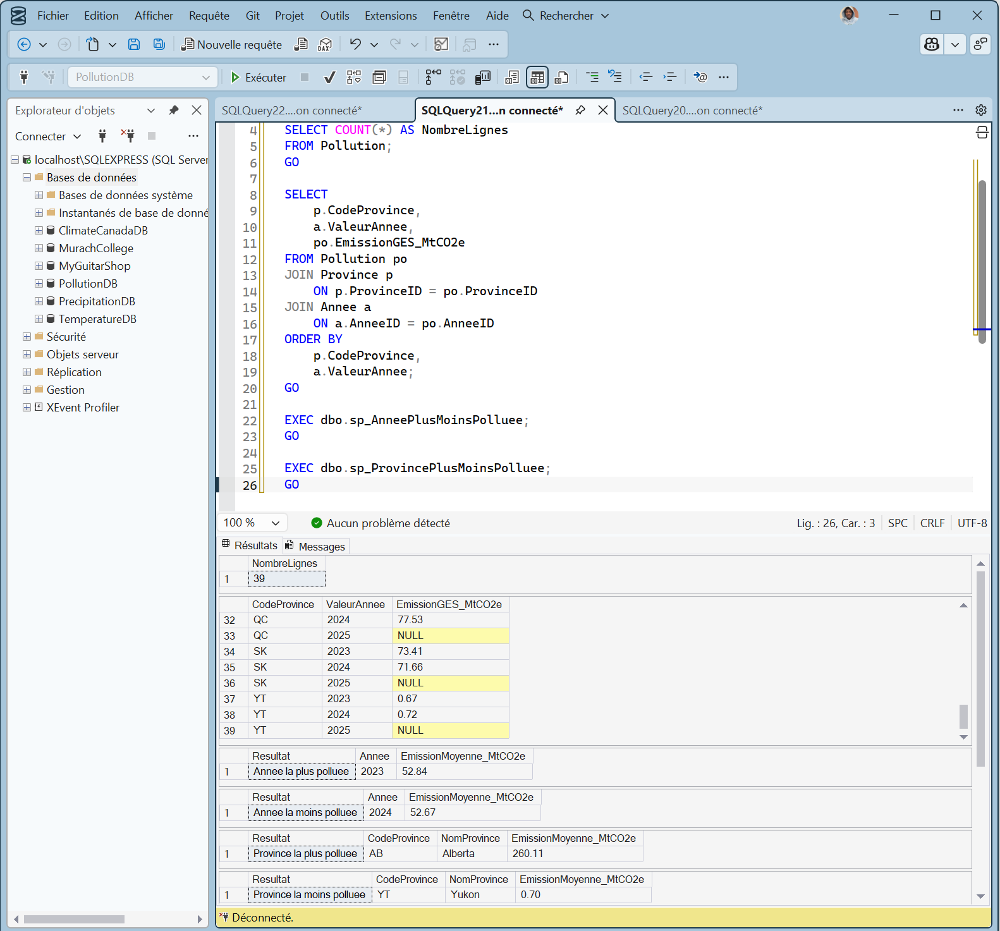 Fichier Edition Afficher Requête Git Projet Outils Extensions Fenêtre Aide Rechercher
Nouvelle requête DAX
PollutionDB Exécuter
Explorateur d'objets
Connecter
localhost\SQLEXPRESS (SQL Server
Bases de données
Bases de données système
Instantanés de base de donné
ClimateCanadaDB
MurachCollege
MyGuitarShop
PollutionDB
PrecipitationDB
TemperatureDB
Sécurité
Objets serveur
Réplication
Gestion
XEvent Profiler
SQLQuery22....on connecté* SQLQuery21...n connecté* SQLQuery20....on connecté*
4 SELECT COUNT(*) AS NombreLignes
5 FROM Pollution;
6 GO
7
8 SELECT
9 p.CodeProvince,
10 a.ValeurAnnee,
11 po.EmissionGES_MtCO2e
12 FROM Pollution po
13 JOIN Province p
14 ON p.ProvinceID = po.ProvinceID
15 JOIN Annee a
16 ON a.AnneeID = po.AnneeID
17 ORDER BY
18 p.CodeProvince,
19 a.ValeurAnnee;
20 GO
21
22 EXEC dbo.sp_AnneePlusMoinsPolluee;
23 GO
24
25 EXEC dbo.sp_ProvincePlusMoinsPolluee;
26 GO
100 % Aucun problème détecté Lig. : 26, Car. : 3 SPC CRLF UTF-8
Résultats Messages
NombreLignes
1 39
CodeProvince ValeurAnnee EmissionGES_MtCO2e
32 QC 2024 77.53
33 QC 2025 NULL
34 SK 2023 73.41
35 SK 2024 71.66
36 SK 2025 NULL
37 YT 2023 0.67
38 YT 2024 0.72
39 YT 2025 NULL
Resultat Annee EmissionMoyenne_MtCO2e
1 Annee la plus polluee 2023 52.84
Resultat Annee EmissionMoyenne_MtCO2e
1 Annee la moins polluee 2024 52.67
Resultat CodeProvince NomProvince EmissionMoyenne_MtCO2e
1 Province la plus polluee AB Alberta 260.11
Resultat CodeProvince NomProvince EmissionMoyenne_MtCO2e
1 Province la moins polluee YT Yukon 0.70
Déconnecté.